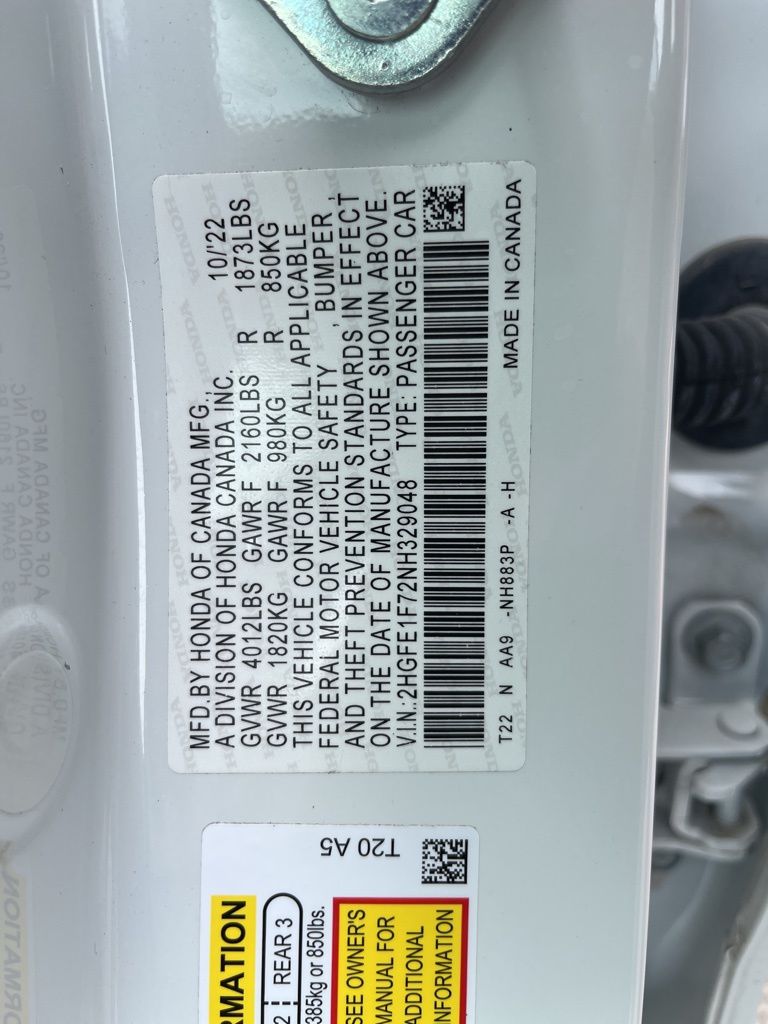 MFD.BY HONDA OF CANADA MFG., 10/'22
A DIVISION OF HONDA CANADA INC.
GVWR 4012LBS GAWR F 2160LBS R 1873LBS
GVWR 1820KG GAWR F 980KG R 850KG
THIS VEHICLE CONFORMS TO ALL APPLICABLE
FEDERAL MOTOR VEHICLE SAFETY , BUMPER ,
AND THEFT PREVENTION STANDARDS IN EFFECT
ON THE DATE OF MANUFACTURE SHOWN ABOVE.
V.I.N.:2HGFE1F72NH329048 TYPE: PASSENGER CAR
T22 N AA9 -NH883P -A -H MADE IN CANADA
T20 A5
RMATION
2 REAR 3
385kg or 850lbs.
SEE OWNER'S
MANUAL FOR
ADDITIONAL
INFORMATION